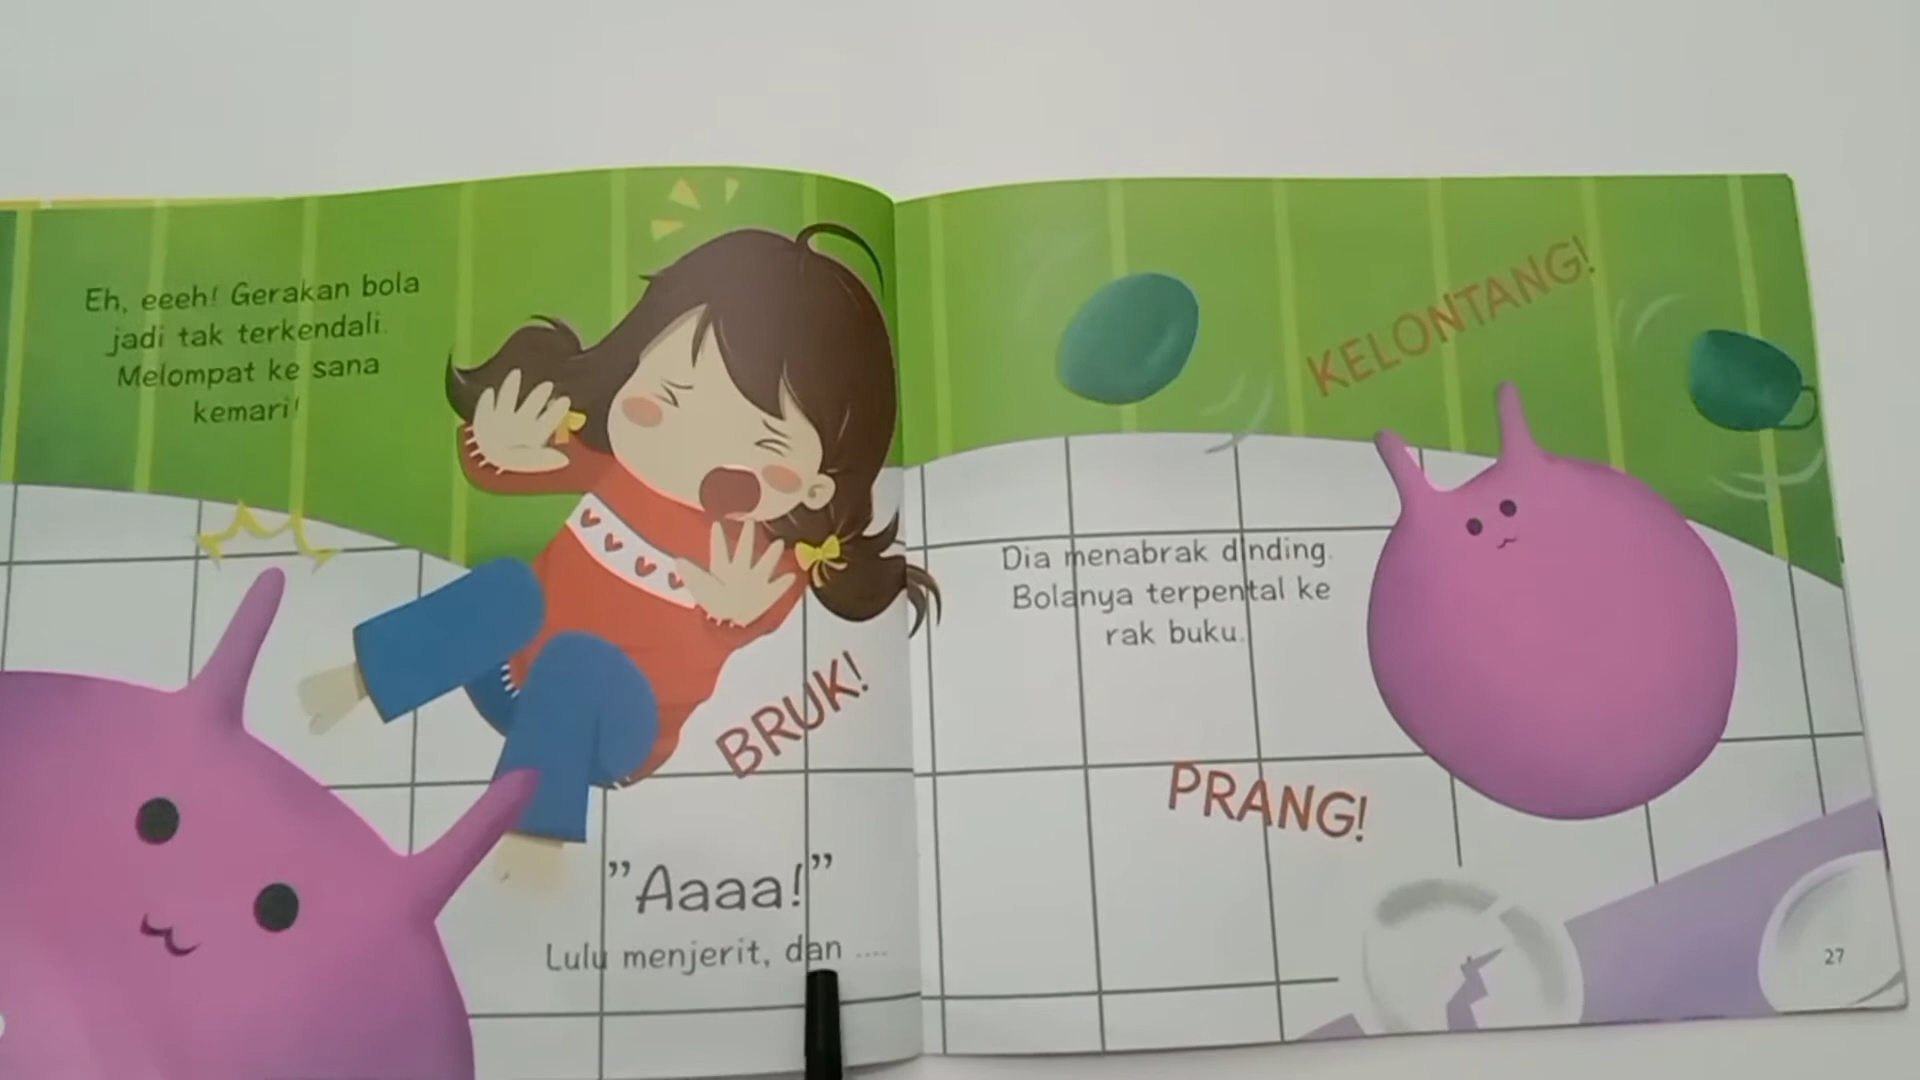 Eh, eeeh! Gerakan bola
jadi tak terkendali.
Melompat ke sana
kemari!
BRUK!
"Aaaa!"
Lulu menjerit, dan ....
KELONTANG!
Dia menabrak dinding.
Bolanya terpental ke
rak buku.
PRANG!
27